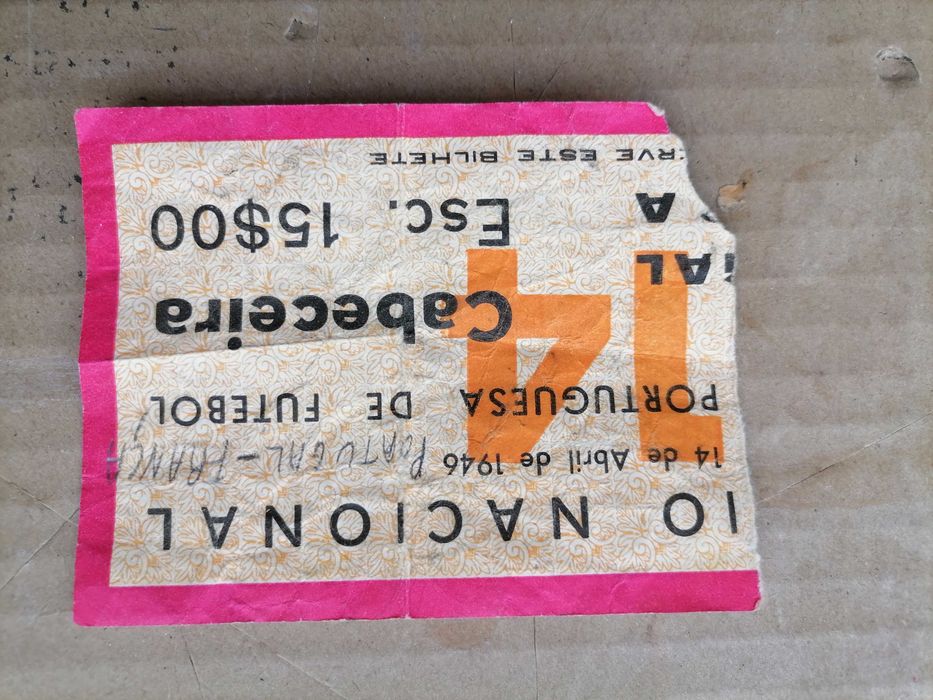 IO NACIONAL
14 de Abril de 1946 PORTUGAL - FRANÇA
PORTUGUESA DE FUTEBOL
14
Cabeceira
IAL
A Esc. 15$00
RVE ESTE BILHETE